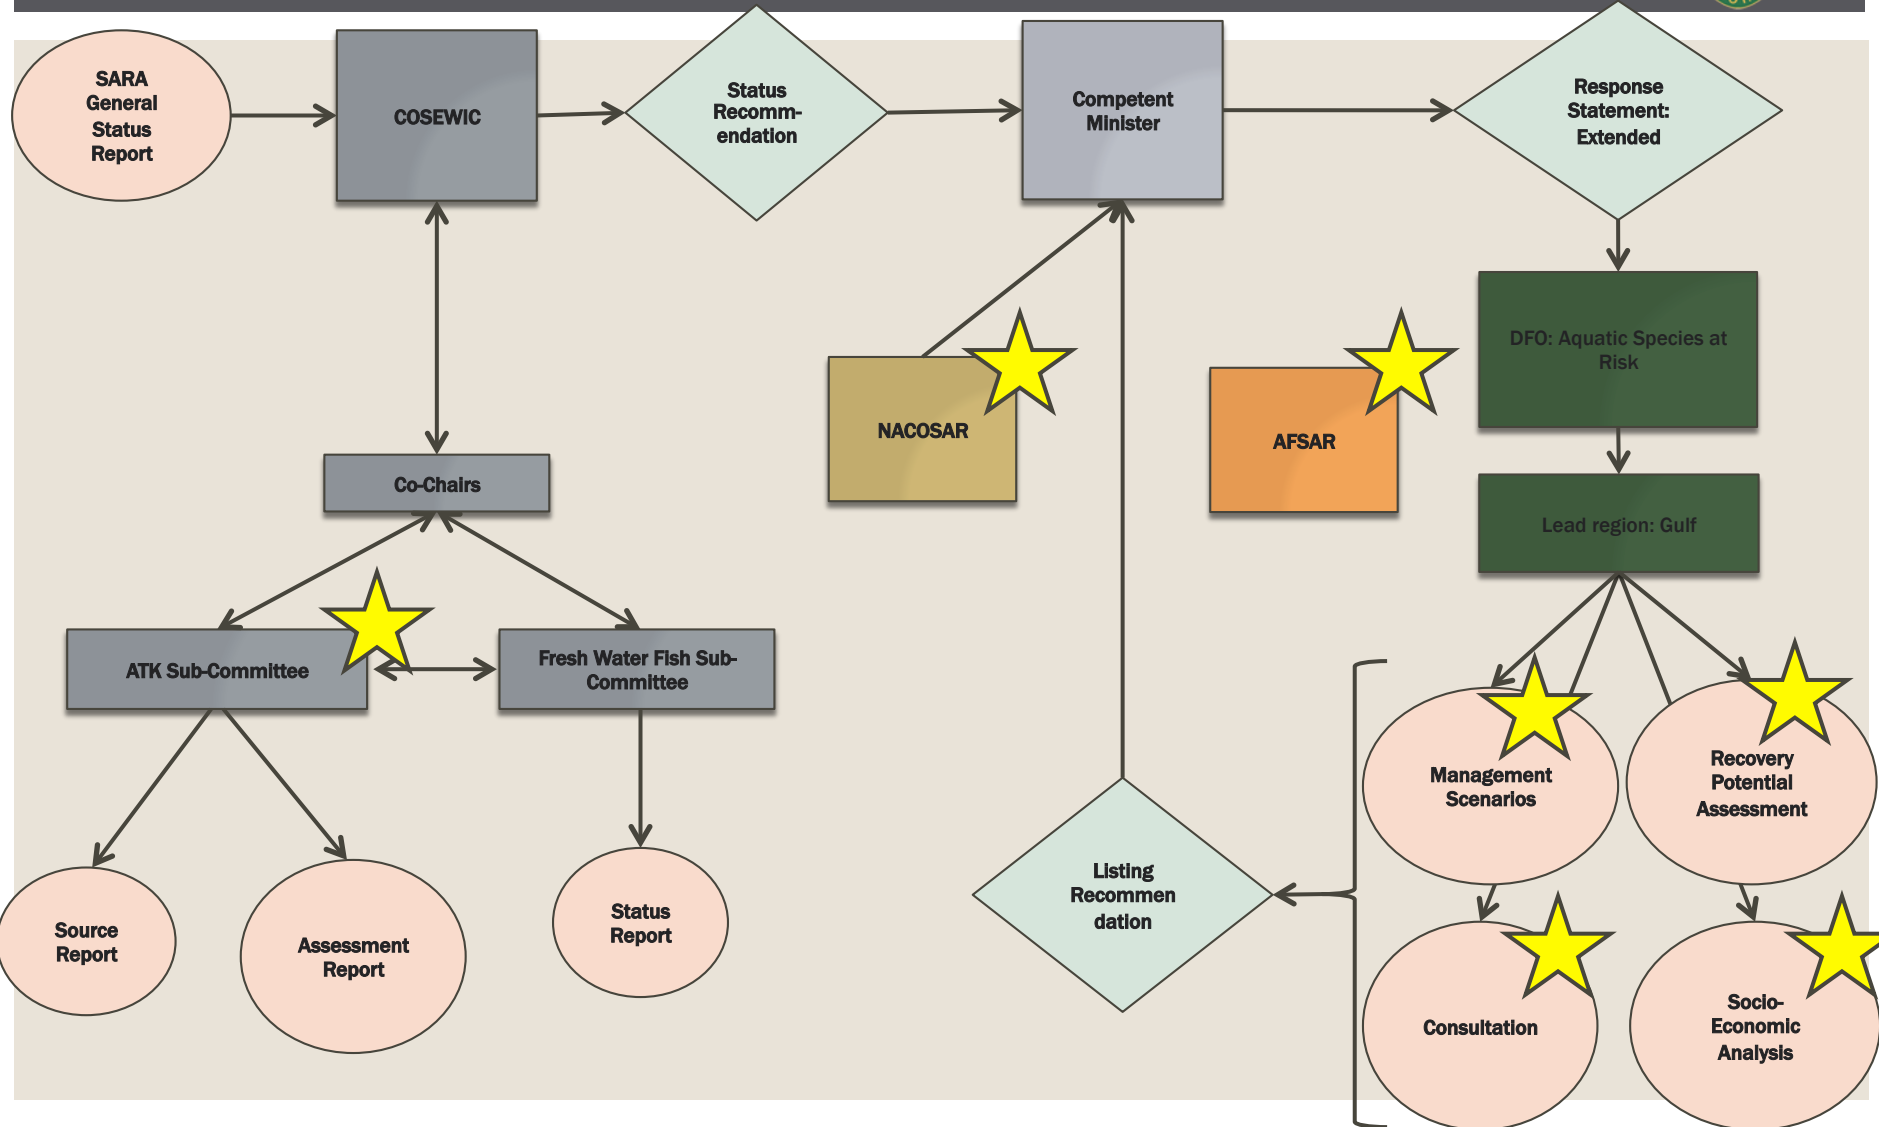 SARA
General
Status
Report
COSEWIC
Status
Recomm-
endation
Competent
Minister
Response
Statement:
Extended
DFO: Aquatic Species at
Risk
NACOSAR
AFSAR
Co-Chairs
Lead region: Gulf
ATK Sub-Committee
Fresh Water Fish Sub-
Committee
Management
Scenarios
Recovery
Potential
Assessment
Source
Report
Assessment
Report
Status
Report
Listing
Recommen
dation
Consultation
Socio-
Economic
Analysis